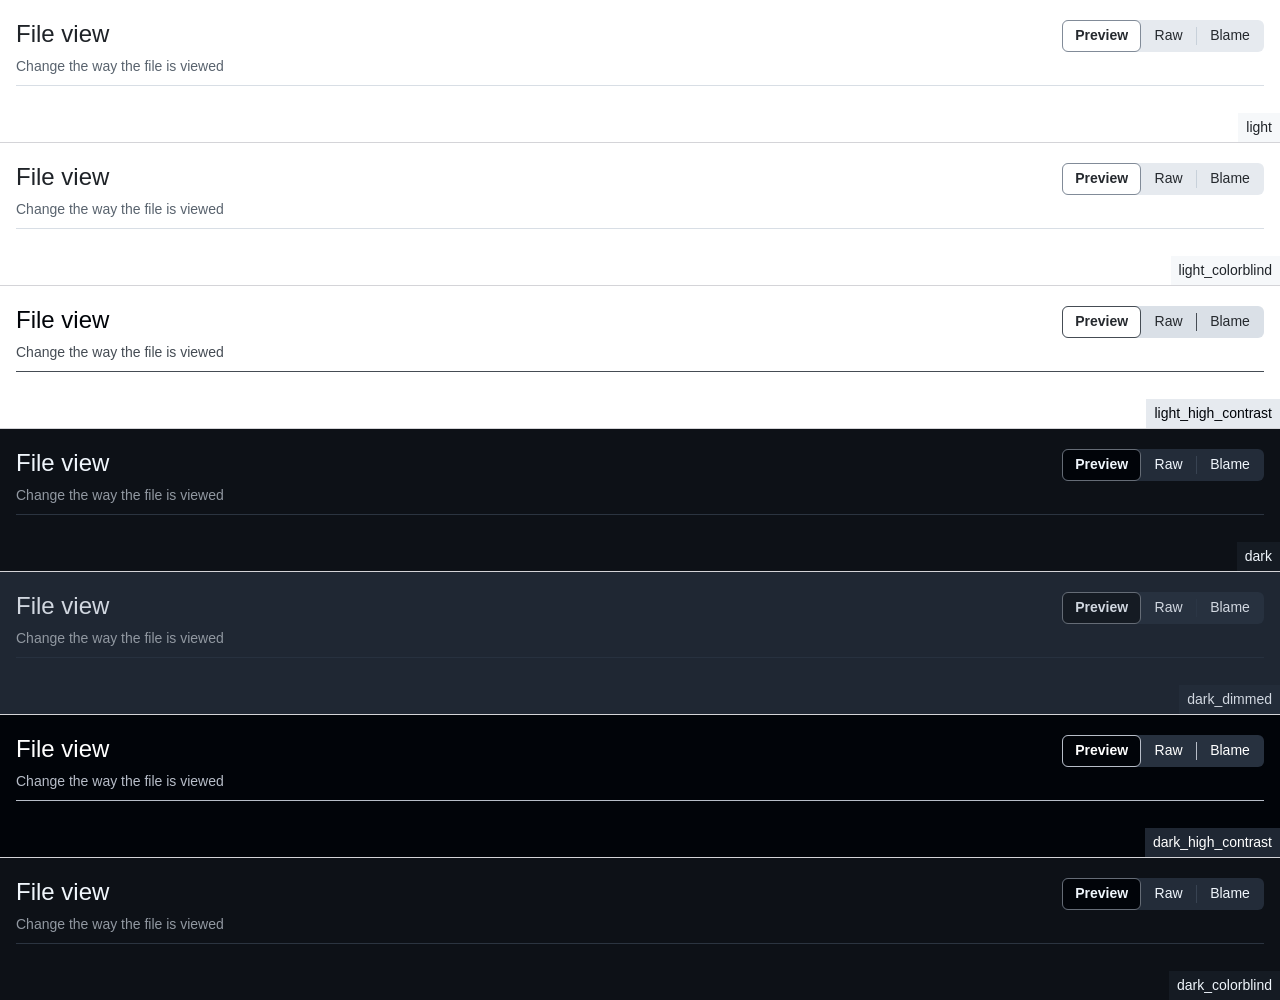 File view
Preview Raw Blame
Change the way the file is viewed
light
File view
Preview Raw Blame
Change the way the file is viewed
light_colorblind
File view
Preview Raw Blame
Change the way the file is viewed
light_high_contrast
File view
Preview Raw Blame
Change the way the file is viewed
dark
File view
Preview Raw Blame
Change the way the file is viewed
dark_dimmed
File view
Preview Raw Blame
Change the way the file is viewed
dark_high_contrast
File view
Preview Raw Blame
Change the way the file is viewed
dark_colorblind